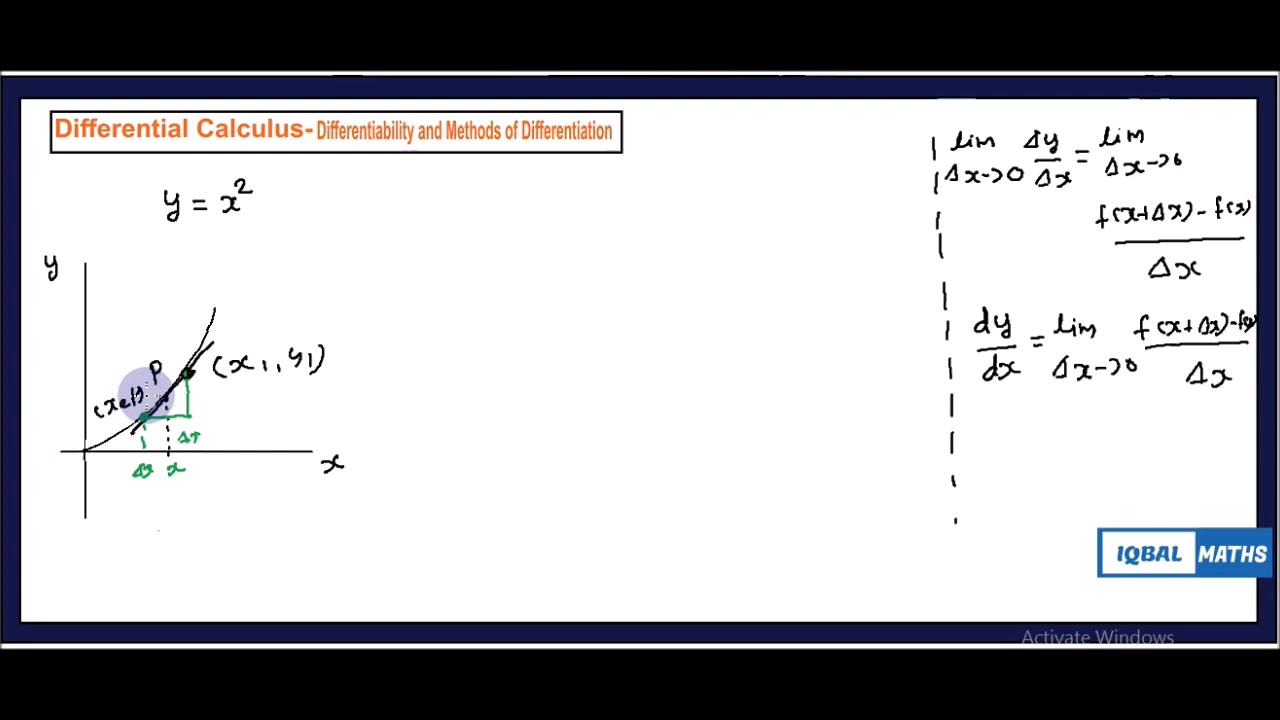 Differential Calculus- Differentiability and Methods of Differentiation
y = x²
y
P
(x₁, y₁)
Δx x
x
lim Δx->0 Δy/Δx = lim Δx->0
f(x+Δx) - f(x)
Δx
dy/dx = lim Δx->0 f(x+Δx)-f(x)/Δx
IQBAL MATHS
Activate Windows